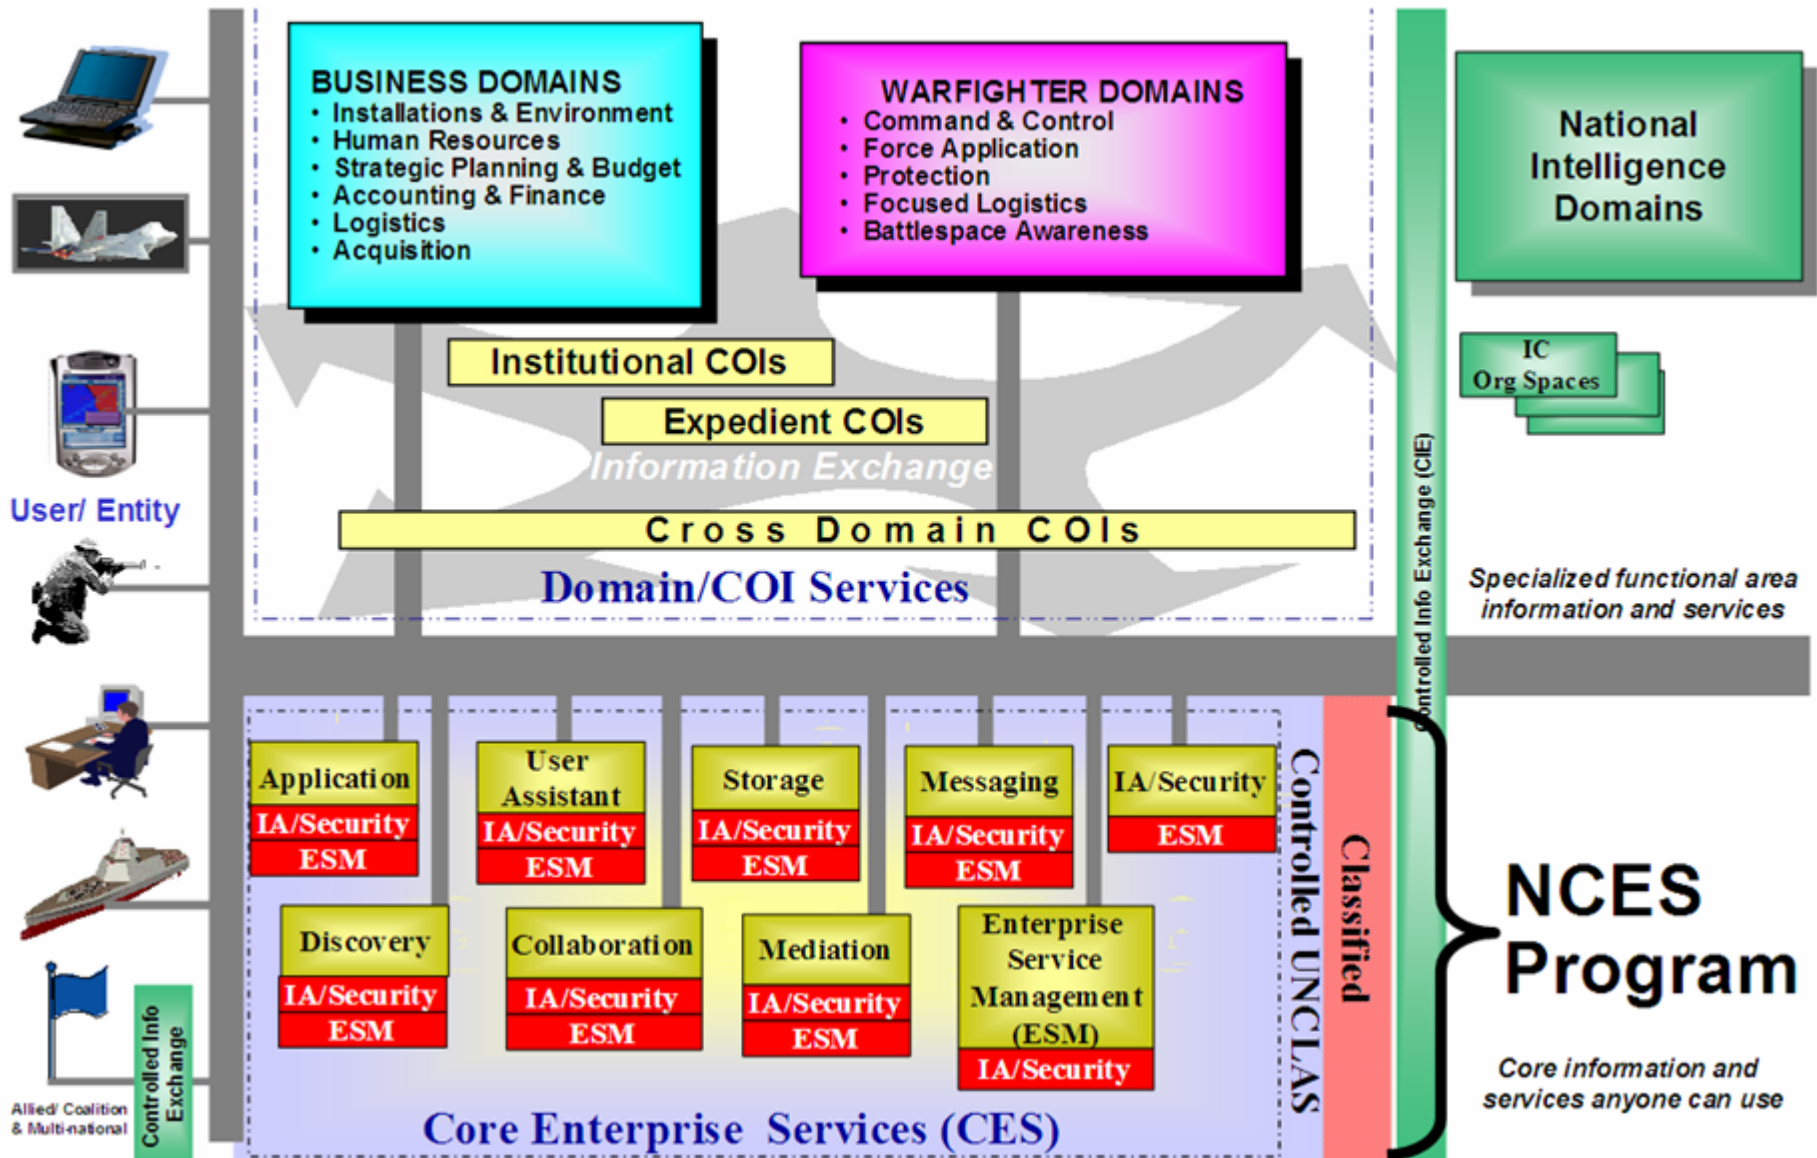 BUSINESS DOMAINS
• Installations & Environment
• Human Resources
• Strategic Planning & Budget
• Accounting & Finance
• Logistics
• Acquisition
WARFIGHTER DOMAINS
• Command & Control
• Force Application
• Protection
• Focused Logistics
• Battlespace Awareness
National
Intelligence
Domains
IC
Org Spaces
Institutional COIs
Expedient COIs
Information Exchange
Cross Domain COIs
Domain/COI Services
Controlled Info Exchange (CIE)
Specialized functional area
information and services
User/ Entity
Allied/ Coalition
& Multi-national
Controlled Info
Exchange
Application
IA/Security
ESM
User
Assistant
IA/Security
ESM
Storage
IA/Security
ESM
Messaging
IA/Security
ESM
IA/Security
ESM
Discovery
IA/Security
ESM
Collaboration
IA/Security
ESM
Mediation
IA/Security
ESM
Enterprise
Service
Management
(ESM)
IA/Security
Core Enterprise Services (CES)
Controlled UNCLAS
Classified
NCES
Program
Core information and
services anyone can use